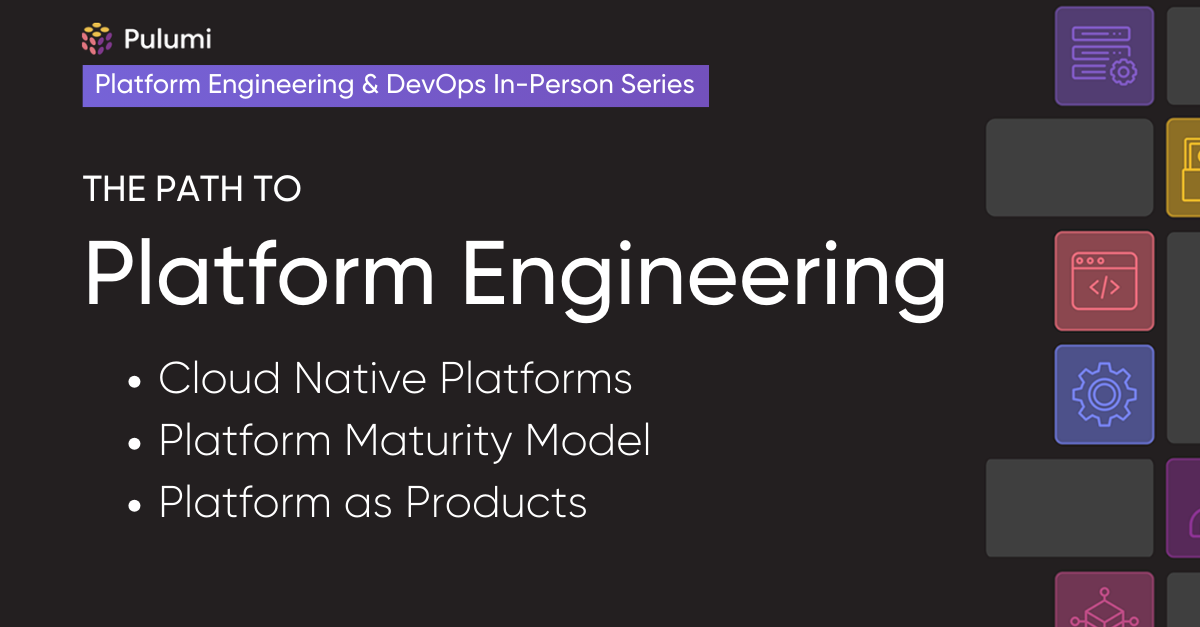 Pulumi
Platform Engineering & DevOps In-Person Series
THE PATH TO
Platform Engineering
• Cloud Native Platforms
• Platform Maturity Model
• Platform as Products